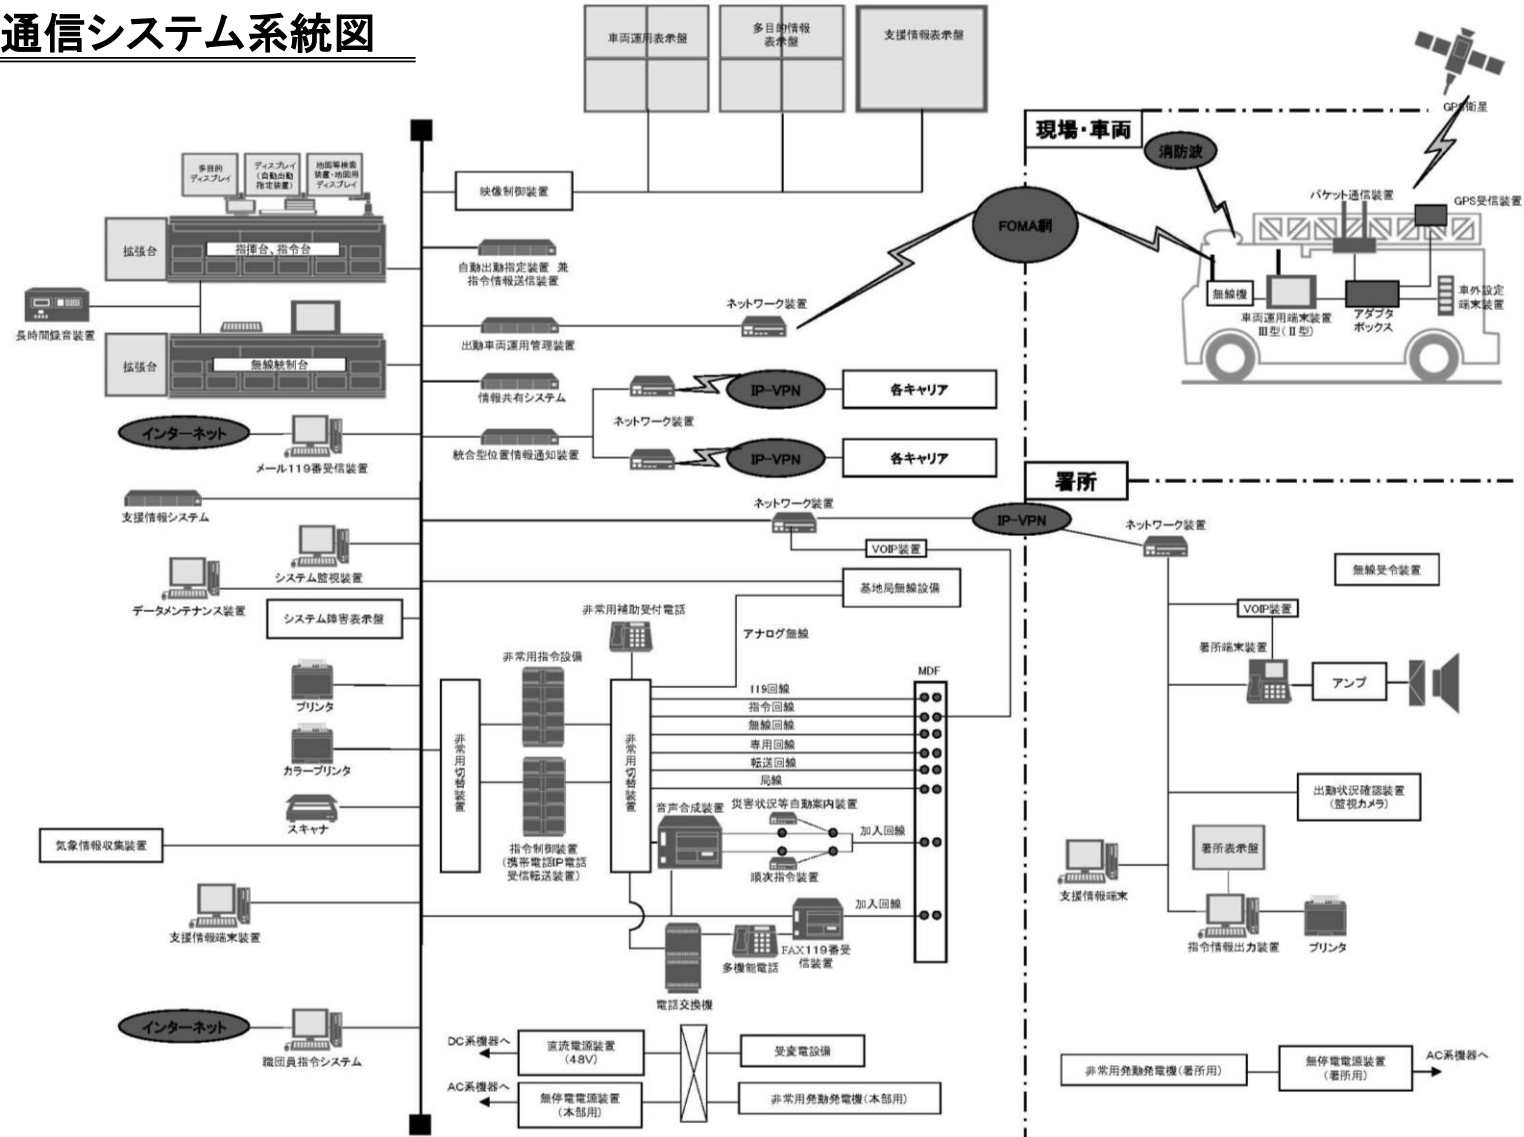 通信システム系統図
車両運用表示盤
多目的情報
表示盤
支援情報表示盤
GPS衛星
現場・車両
消防波
パケット通信装置
GPS受信装置
FOMA網
無線機
車両運用端末装置
Ⅲ型(Ⅱ型)
アダプタ
ボックス
車外設定
端末装置
多目的
ディスプレイ
ディスプレイ
(自動出動
指定装置)
地図等検索
装置・地図用
ディスプレイ
拡張台
指揮台、指令台
長時間録音装置
拡張台
無線統制台
インターネット
メール119番受信装置
支援情報システム
システム監視装置
データメンテナンス装置
システム障害表示盤
プリンタ
カラープリンタ
スキャナ
気象情報収集装置
支援情報端末装置
インターネット
職団員指令システム
映像制御装置
自動出動指定装置 兼
指令情報送信装置
ネットワーク装置
出動車両運用管理装置
情報共有システム
統合型位置情報通知装置
ネットワーク装置
IP-VPN
各キャリア
IP-VPN
各キャリア
ネットワーク装置
VOIP装置
基地局無線設備
アナログ無線
非常用補助受付電話
非常用指令設備
非常用切替装置
非常用切替装置
指令制御装置
(携帯電話IP電話
受信転送装置)
MDF
119回線
指令回線
無線回線
専用回線
転送回線
局線
音声合成装置
災害状況等自動案内装置
加入回線
順次指令装置
加入回線
FAX119番受
信装置
多機能電話
電話交換機
DC系機器へ
直流電源装置
(48V)
受変電設備
AC系機器へ
無停電電源装置
(本部用)
非常用発動発電機(本部用)
署所
IP-VPN
ネットワーク装置
無線受令装置
VOIP装置
署所端末装置
アンプ
出動状況確認装置
(監視カメラ)
署所表示盤
支援情報端末
指令情報出力装置
プリンタ
非常用発動発電機(署所用)
無停電電源装置
(署所用)
AC系機器へ